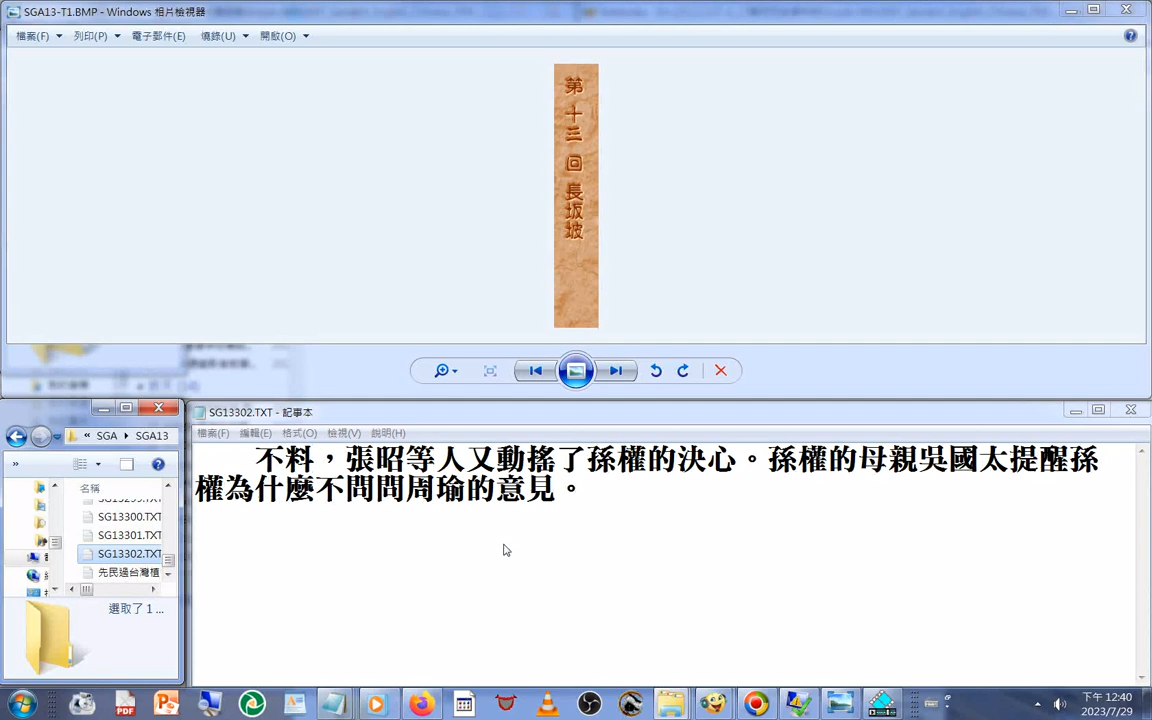 SGA13-T1.BMP - Windows 相片檢視器
檔案(F) 列印(P) 電子郵件(E) 燒錄(U) 開啟(O)
第十三回 長坂坡
SG13302.TXT - 記事本
« SGA SGA13
檔案(F) 編輯(E) 格式(O) 檢視(V) 說明(H)
不料，張昭等人又動搖了孫權的決心。孫權的母親吳國太提醒孫
權為什麼不問問周瑜的意見。
»
名稱
SG13300.TXT
SG13301.TXT
SG13302.TXT
先民過台灣檔
選取了 1 ...
PDF
下午 12:40
2023/7/29